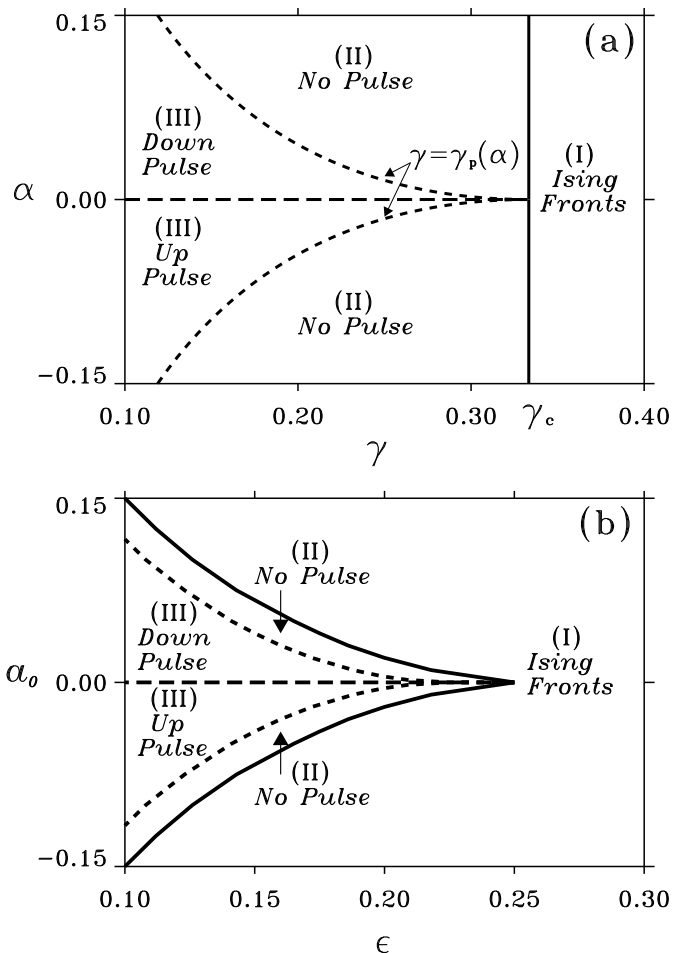 0.15
(a)
(II)
No Pulse
(III)
Down
Pulse
γ=γp(α)
(I)
Ising
Fronts
α
0.00
(III)
Up
Pulse
(II)
No Pulse
-0.15
0.10
0.20
0.30
γc
0.40
γ
0.15
(b)
(II)
No Pulse
(III)
Down
Pulse
(I)
Ising
Fronts
α0
0.00
(III)
Up
Pulse
(II)
No Pulse
-0.15
0.10
0.15
0.20
0.25
0.30
ϵ